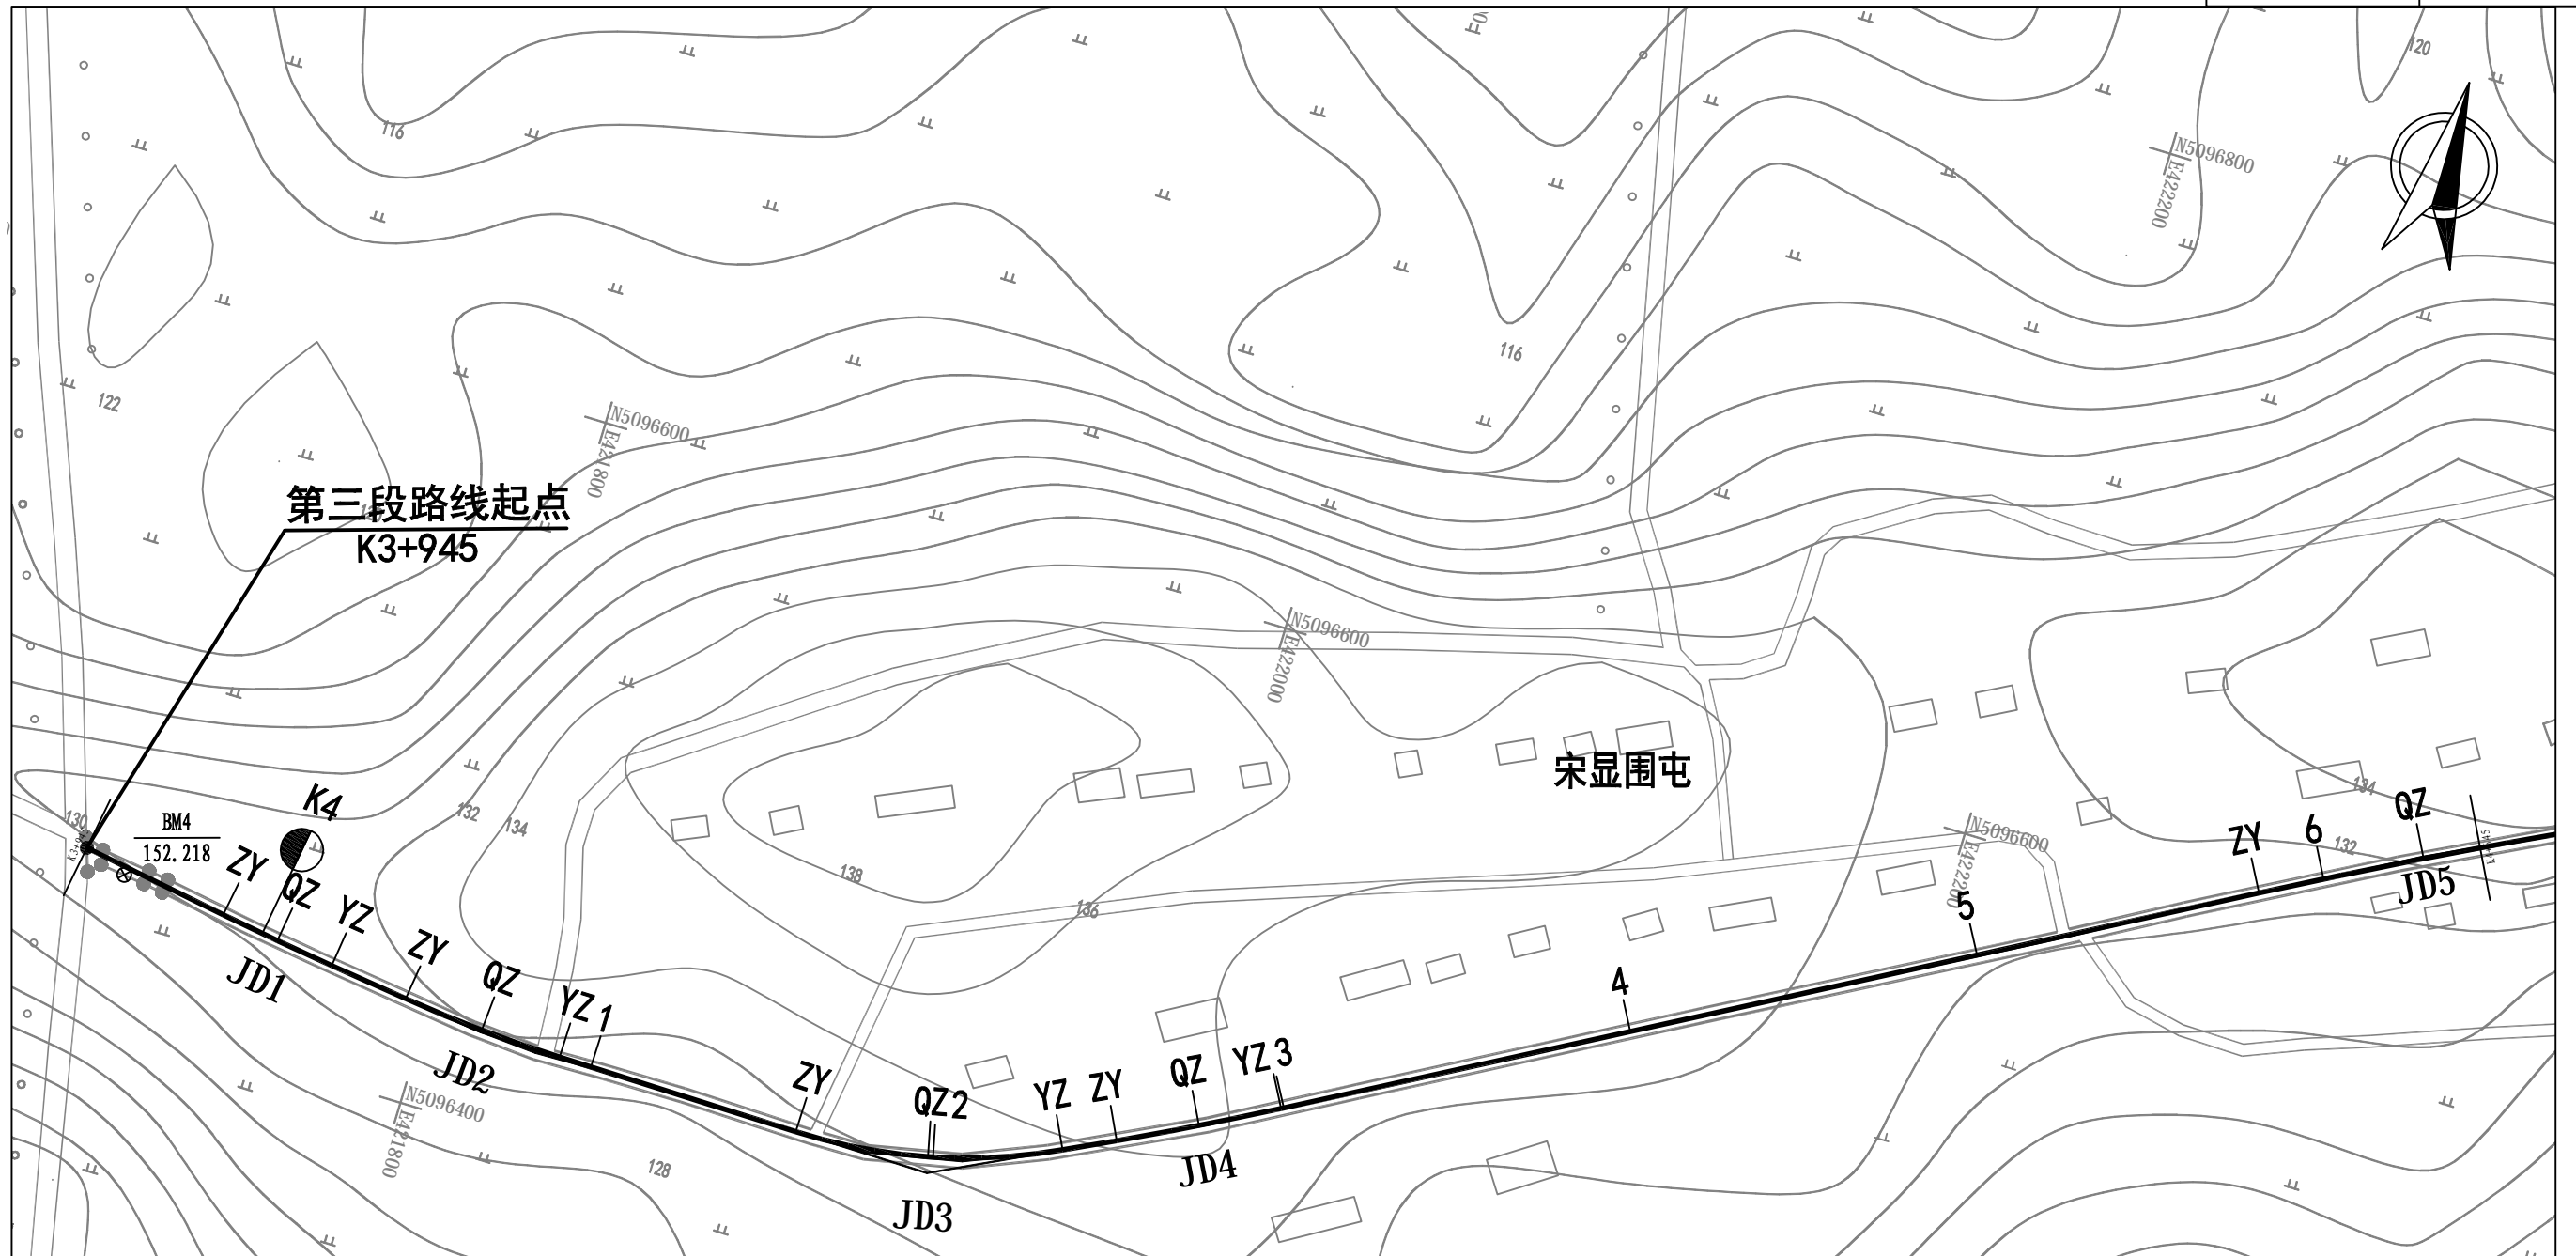 120
116
N5096800
E422200
116
122
N5096600
E421800
第三段路线起点
K3+945
N5096600
E422000
宋显围屯
K4
130
BM4
152.218
132
134
ZY
QZ
YZ
JD1
ZY
QZ
YZ
1
JD2
138
136
N5096600
E422200
134
132
ZY
6
QZ
JD5
5
4
ZY
QZ
2
YZ
ZY
QZ
YZ
3
JD3
JD4
N5096400
E421800
128